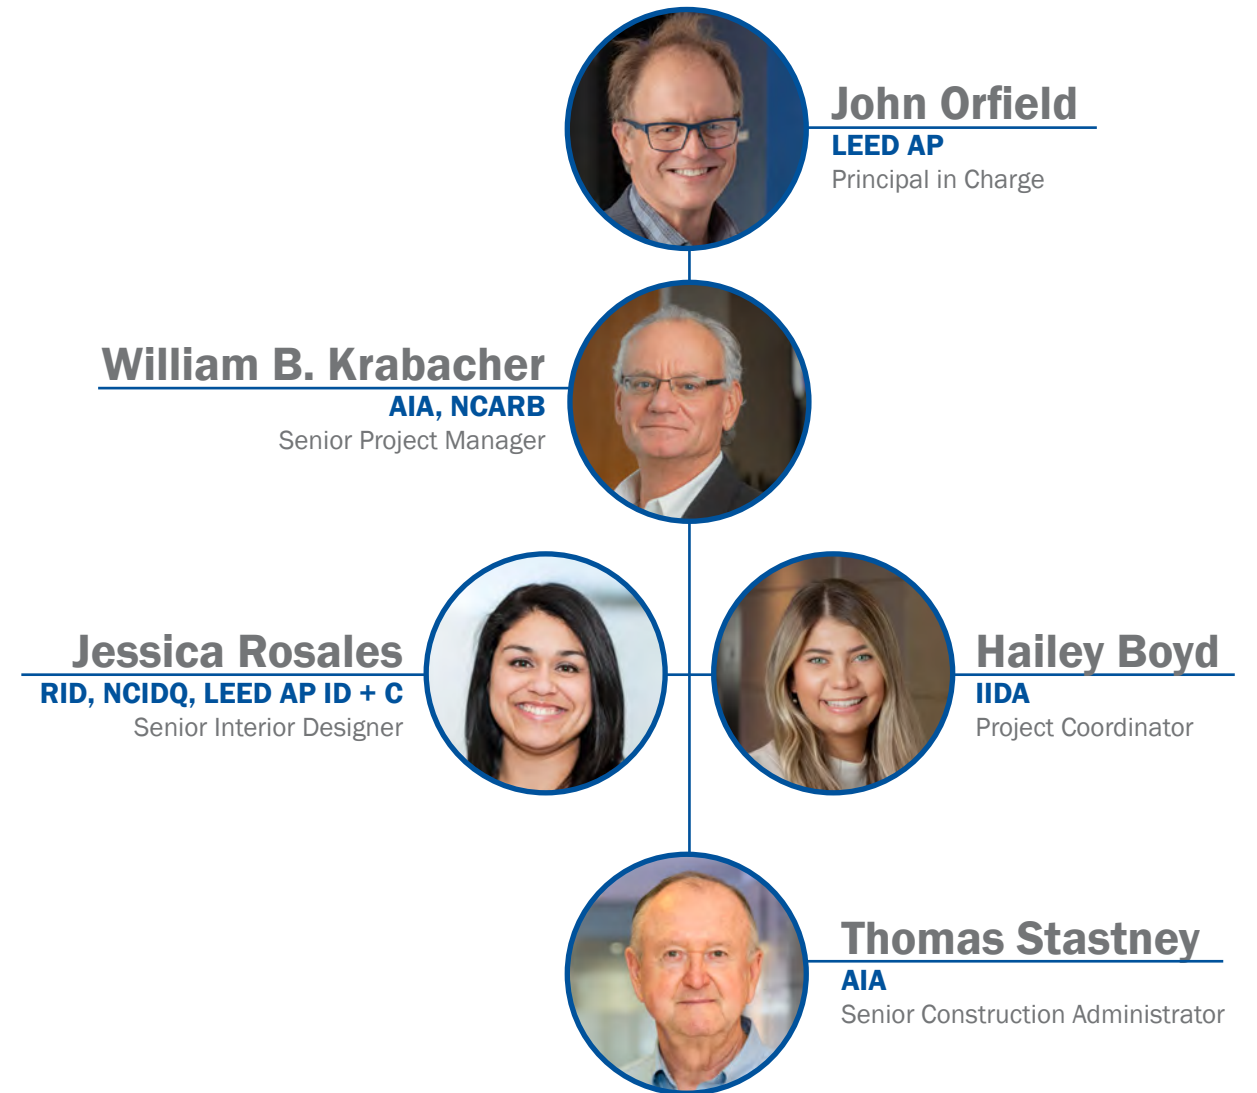 John Orfield
LEED AP
Principal in Charge
William B. Krabacher
AIA, NCARB
Senior Project Manager
Jessica Rosales
RID, NCIDQ, LEED AP ID + C
Senior Interior Designer
Hailey Boyd
IIDA
Project Coordinator
Thomas Stastney
AIA
Senior Construction Administrator